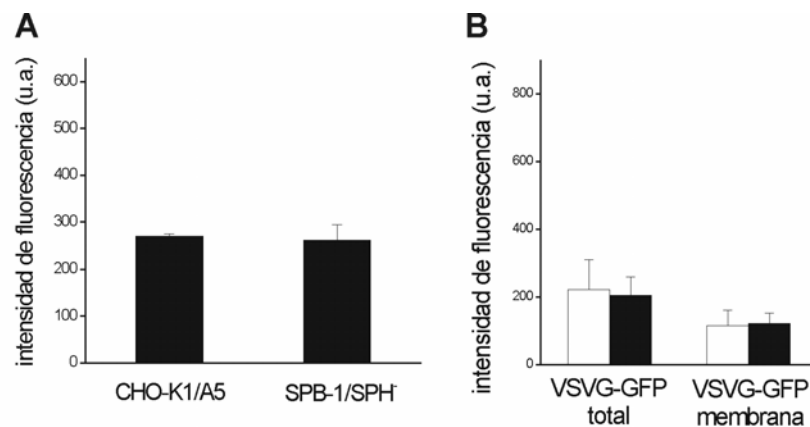 A
intensidad de fluorescencia (u.a.)
600
500
400
300
200
100
0
CHO-K1/A5
SPB-1/SPH-
B
intensidad de fluorescencia (u.a.)
800
600
400
200
0
VSVG-GFP
total
VSVG-GFP
membrana